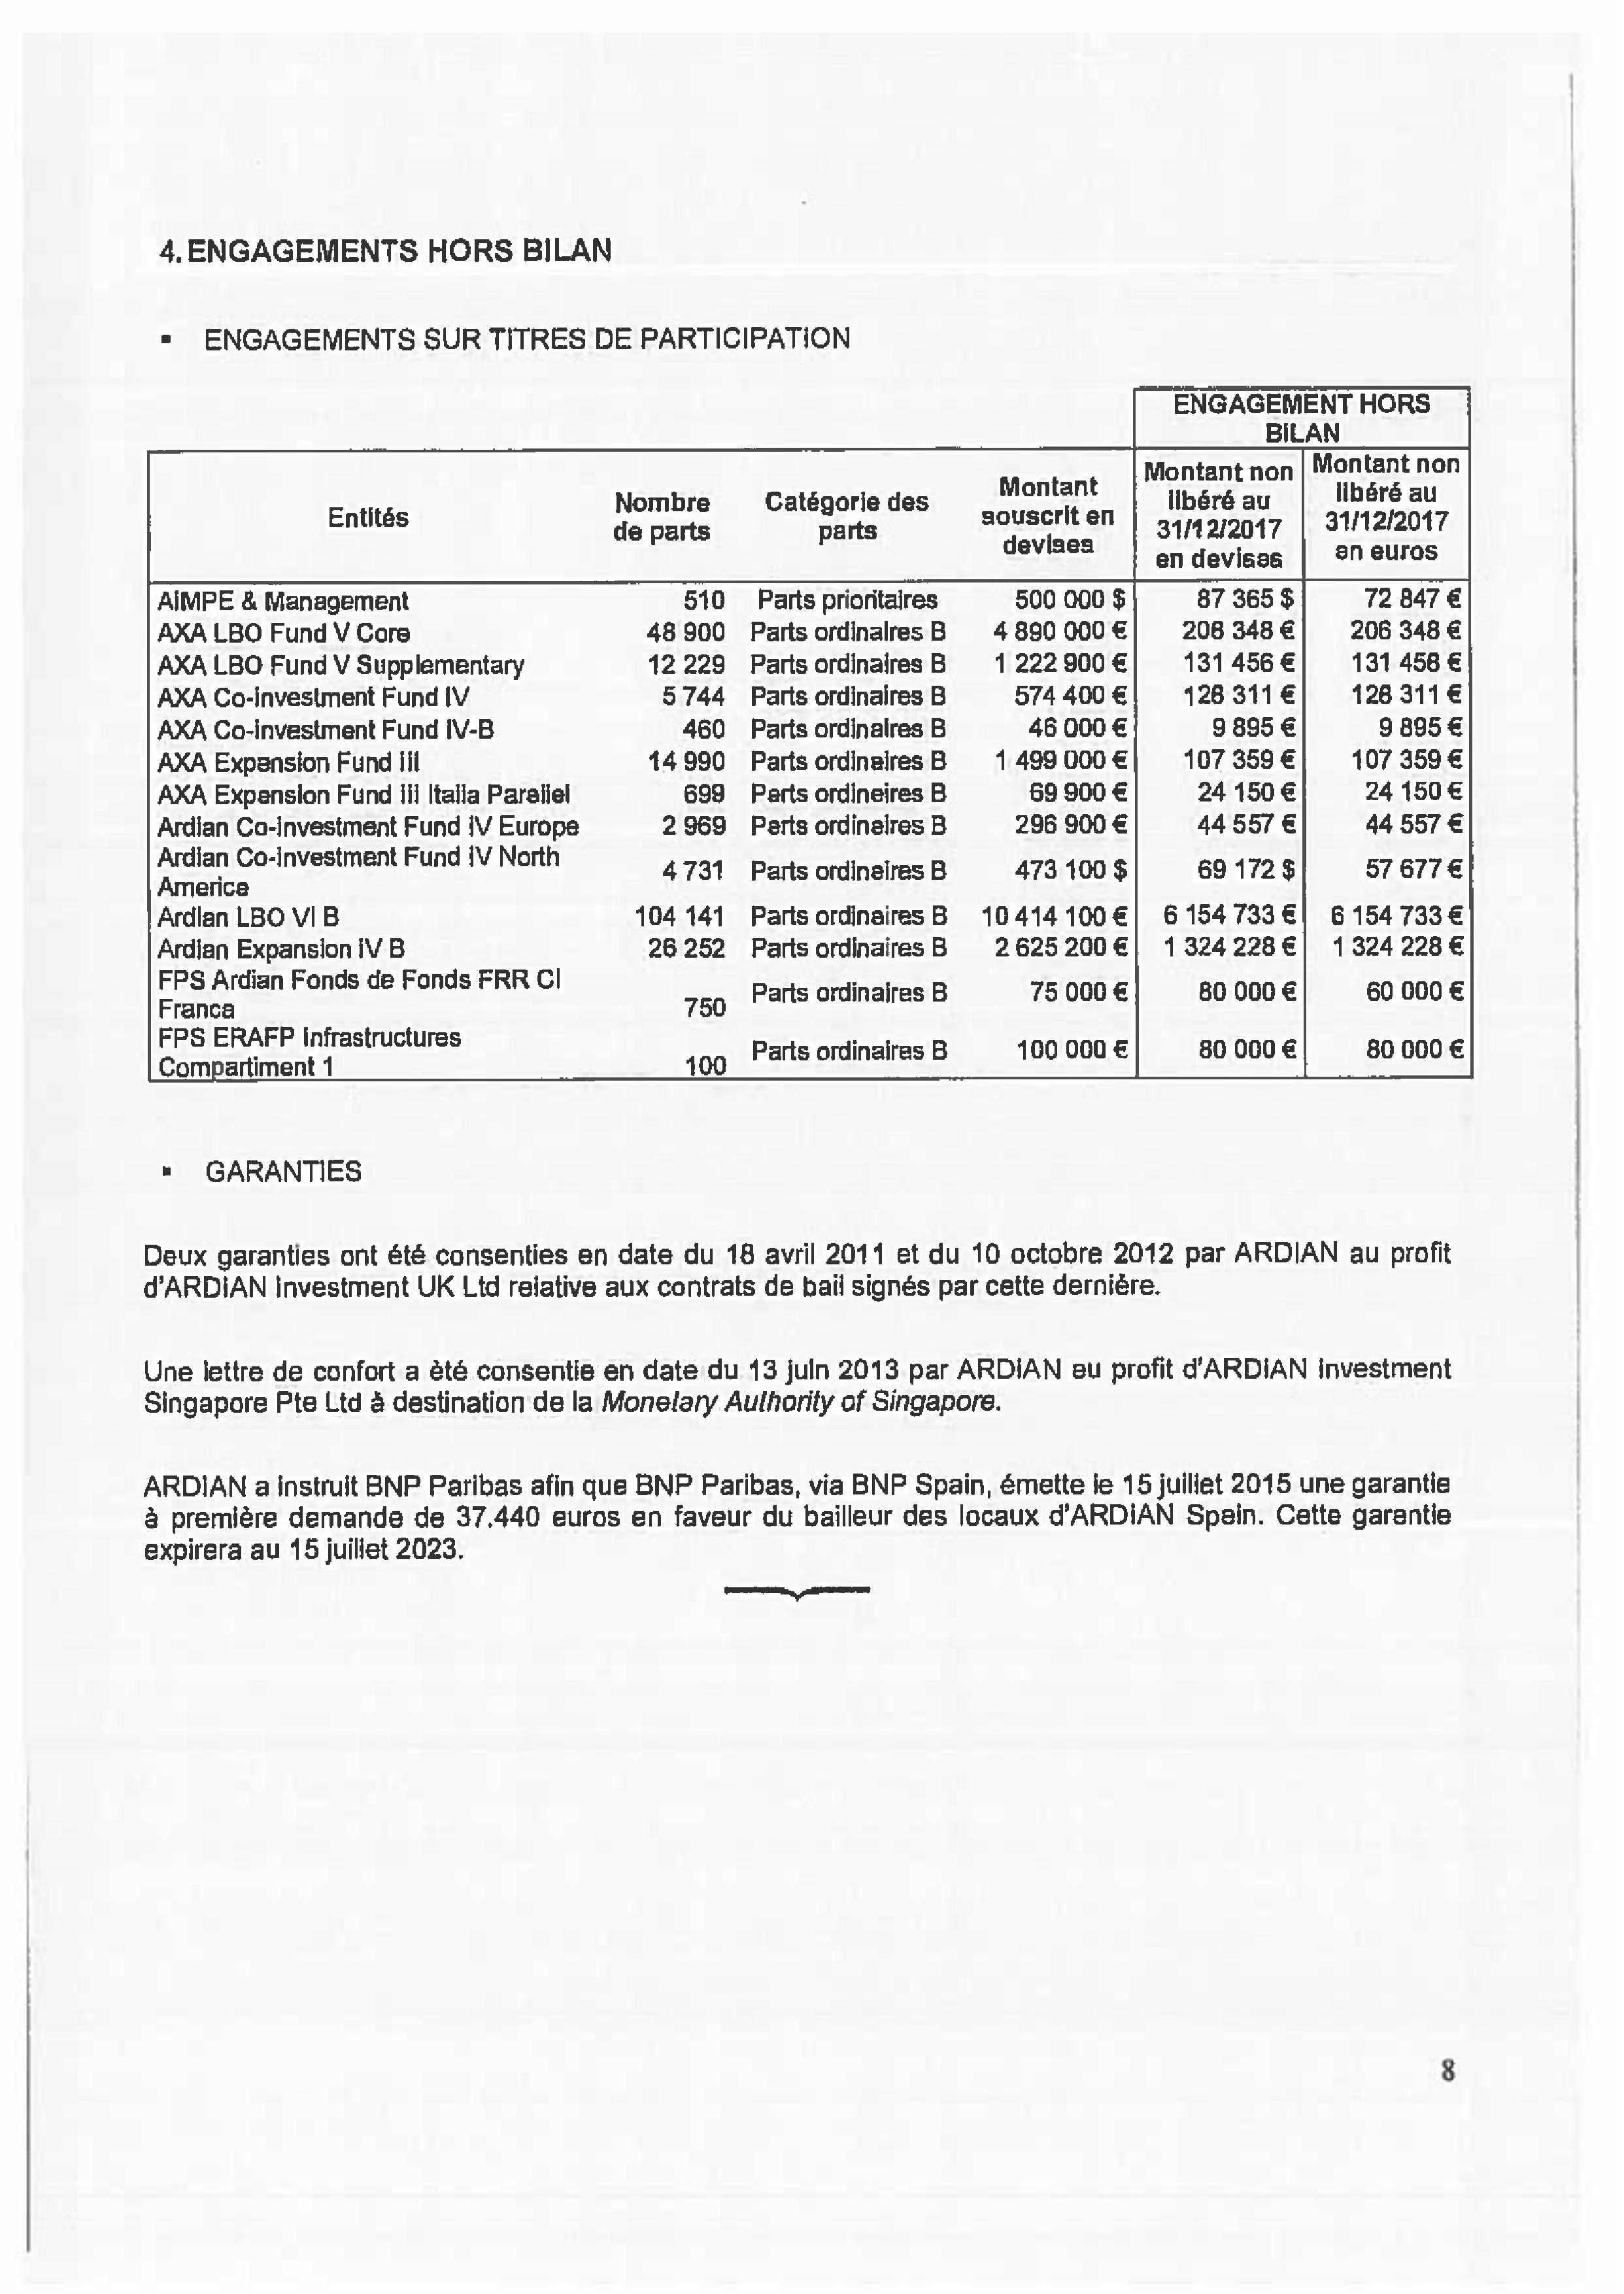 4. ENGAGEMENTS HORS BILAN
▪ ENGAGEMENTS SUR TITRES DE PARTICIPATION
ENGAGEMENT HORS
BILAN
Entités Nombre de parts Catégorie des parts Montant souscrit en devises Montant non libéré au 31/12/2017 en devises Montant non libéré au 31/12/2017 en euros
AIMPE & Management 510 Parts prioritaires 500 000 $ 87 365 $ 72 847 €
AXA LBO Fund V Core 48 900 Parts ordinaires B 4 890 000 € 206 348 € 206 348 €
AXA LBO Fund V Supplementary 12 229 Parts ordinaires B 1 222 900 € 131 456 € 131 456 €
AXA Co-Investment Fund IV 5 744 Parts ordinaires B 574 400 € 126 311 € 126 311 €
AXA Co-Investment Fund IV-B 460 Parts ordinaires B 46 000 € 9 895 € 9 895 €
AXA Expansion Fund III 14 990 Parts ordinaires B 1 499 000 € 107 359 € 107 359 €
AXA Expansion Fund III Italia Parallel 699 Parts ordinaires B 69 900 € 24 150 € 24 150 €
Ardian Co-Investment Fund IV Europe 2 969 Parts ordinaires B 296 900 € 44 557 € 44 557 €
Ardian Co-Investment Fund IV North
America 4 731 Parts ordinaires B 473 100 $ 69 172 $ 57 677 €
Ardian LBO VI B 104 141 Parts ordinaires B 10 414 100 € 6 154 733 € 6 154 733 €
Ardian Expansion IV B 26 252 Parts ordinaires B 2 625 200 € 1 324 228 € 1 324 228 €
FPS Ardian Fonds de Fonds FRR CI
France 750 Parts ordinaires B 75 000 € 60 000 € 60 000 €
FPS ERAFP Infrastructures
Compartiment 1 100 Parts ordinaires B 100 000 € 80 000 € 80 000 €
▪ GARANTIES
Deux garanties ont été consenties en date du 18 avril 2011 et du 10 octobre 2012 par ARDIAN au profit
d'ARDIAN Investment UK Ltd relative aux contrats de bail signés par cette dernière.
Une lettre de confort a été consentie en date du 13 juin 2013 par ARDIAN au profit d'ARDIAN Investment
Singapore Pte Ltd à destination de la Monetary Authority of Singapore.
ARDIAN a instruit BNP Paribas afin que BNP Paribas, via BNP Spain, émette le 15 juillet 2015 une garantie
à première demande de 37.440 euros en faveur du bailleur des locaux d'ARDIAN Spain. Cette garantie
expirera au 15 juillet 2023.
8